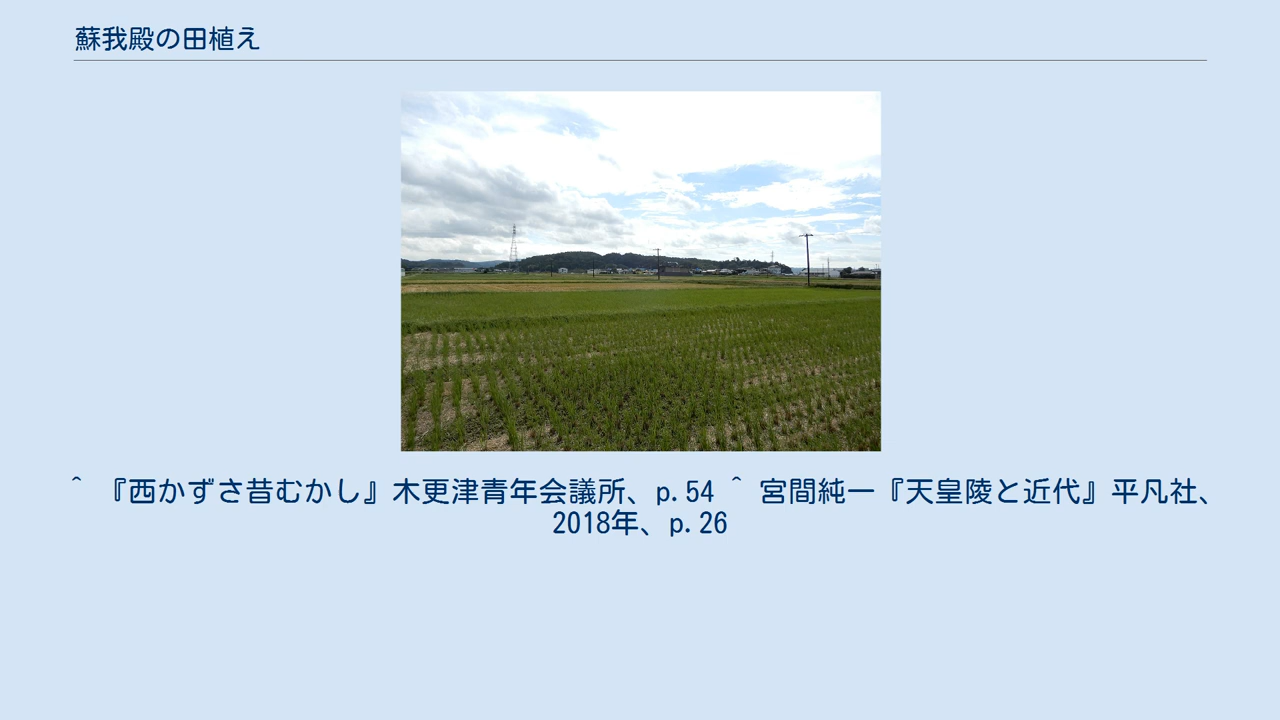 蘇我殿の田植え
^ 『西かずさ昔むかし』木更津青年会議所、p.54 ^ 宮間純一『天皇陵と近代』平凡社、
2018年、p.26